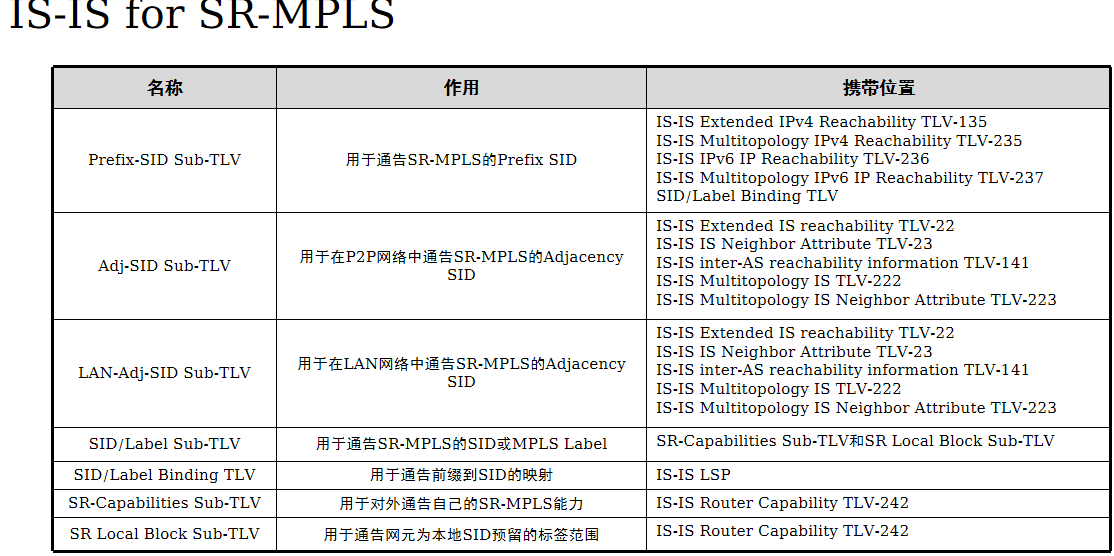 IS-IS for SR-MPLS
名称 作用 携带位置
Prefix-SID Sub-TLV
用于通告SR-MPLS的Prefix SID
IS-IS Extended IPv4 Reachability TLV-135
IS-IS Multitopology IPv4 Reachability TLV-235
IS-IS IPv6 IP Reachability TLV-236
IS-IS Multitopology IPv6 IP Reachability TLV-237
SID/Label Binding TLV
Adj-SID Sub-TLV
用于在P2P网络中通告SR-MPLS的Adjacency
SID
IS-IS Extended IS reachability TLV-22
IS-IS IS Neighbor Attribute TLV-23
IS-IS inter-AS reachability information TLV-141
IS-IS Multitopology IS TLV-222
IS-IS Multitopology IS Neighbor Attribute TLV-223
LAN-Adj-SID Sub-TLV
用于在LAN网络中通告SR-MPLS的Adjacency
SID
IS-IS Extended IS reachability TLV-22
IS-IS IS Neighbor Attribute TLV-23
IS-IS inter-AS reachability information TLV-141
IS-IS Multitopology IS TLV-222
IS-IS Multitopology IS Neighbor Attribute TLV-223
SID/Label Sub-TLV 用于通告SR-MPLS的SID或MPLS Label SR-Capabilities Sub-TLV和SR Local Block Sub-TLV
SID/Label Binding TLV 用于通告前缀到SID的映射 IS-IS LSP
SR-Capabilities Sub-TLV 用于对外通告自己的SR-MPLS能力 IS-IS Router Capability TLV-242
SR Local Block Sub-TLV 用于通告网元为本地SID预留的标签范围 IS-IS Router Capability TLV-242